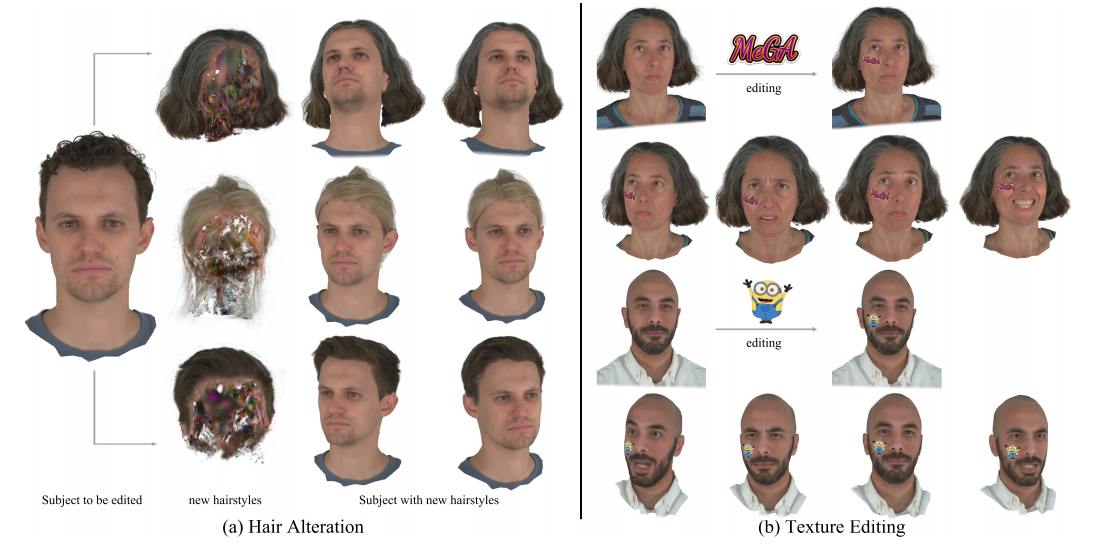 Subject to be edited
new hairstyles
Subject with new hairstyles
(a) Hair Alteration
MeGA
editing
editing
(b) Texture Editing